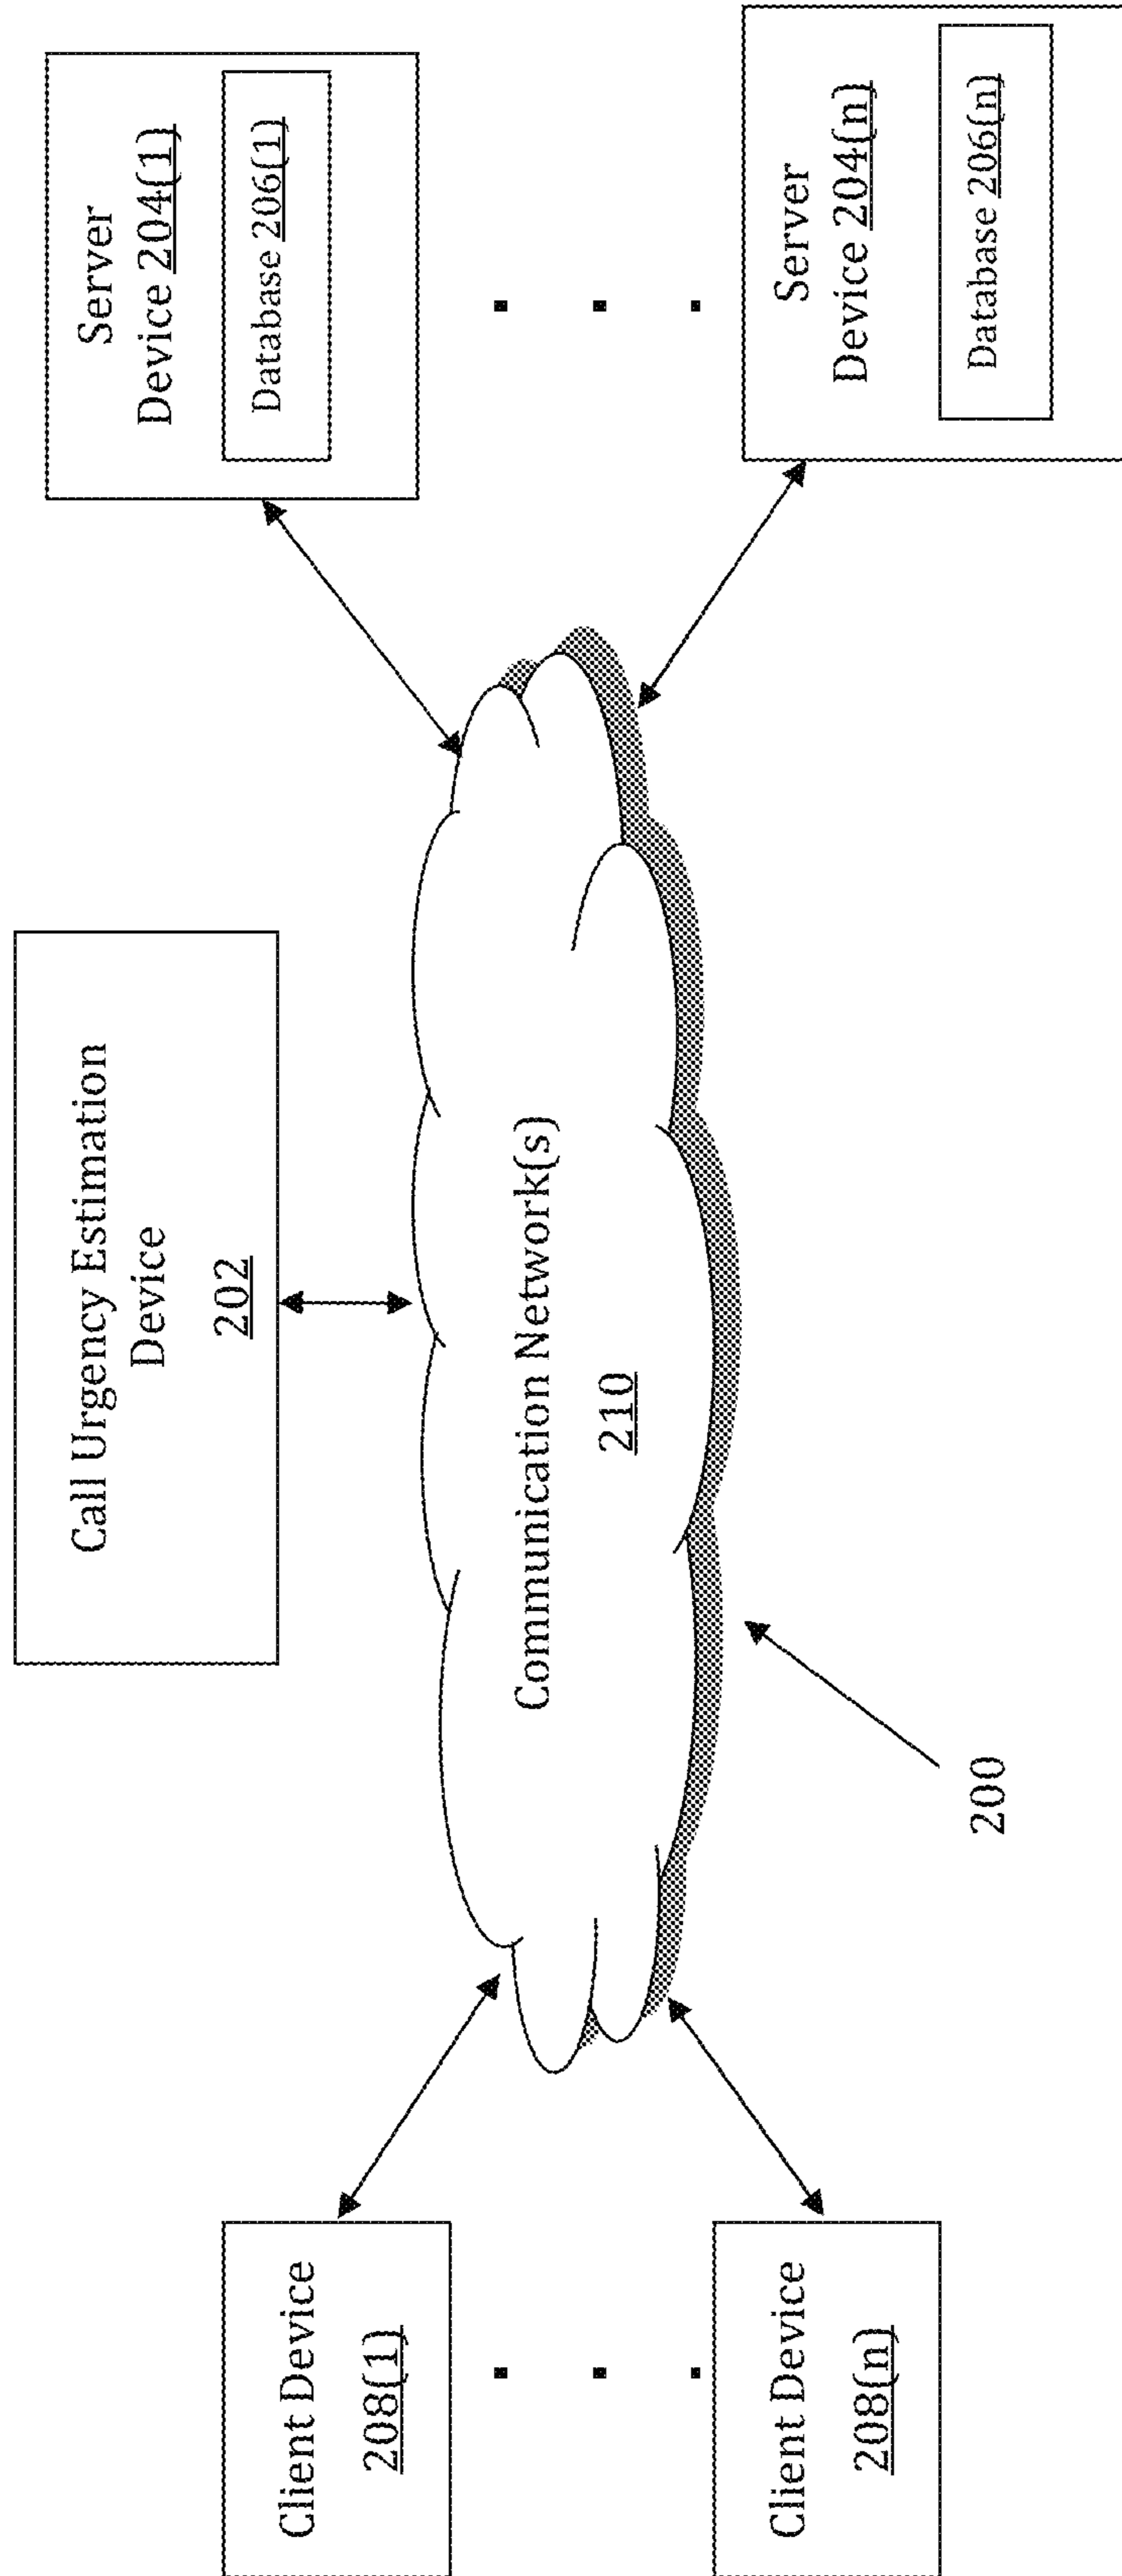 Call Urgency Estimation
Device
202
Client Device
208(1)
Client Device
208(n)
Communication Network(s)
210
200
Server
Device 204(1)
Database 206(1)
Server
Device 204(n)
Database 206(n)